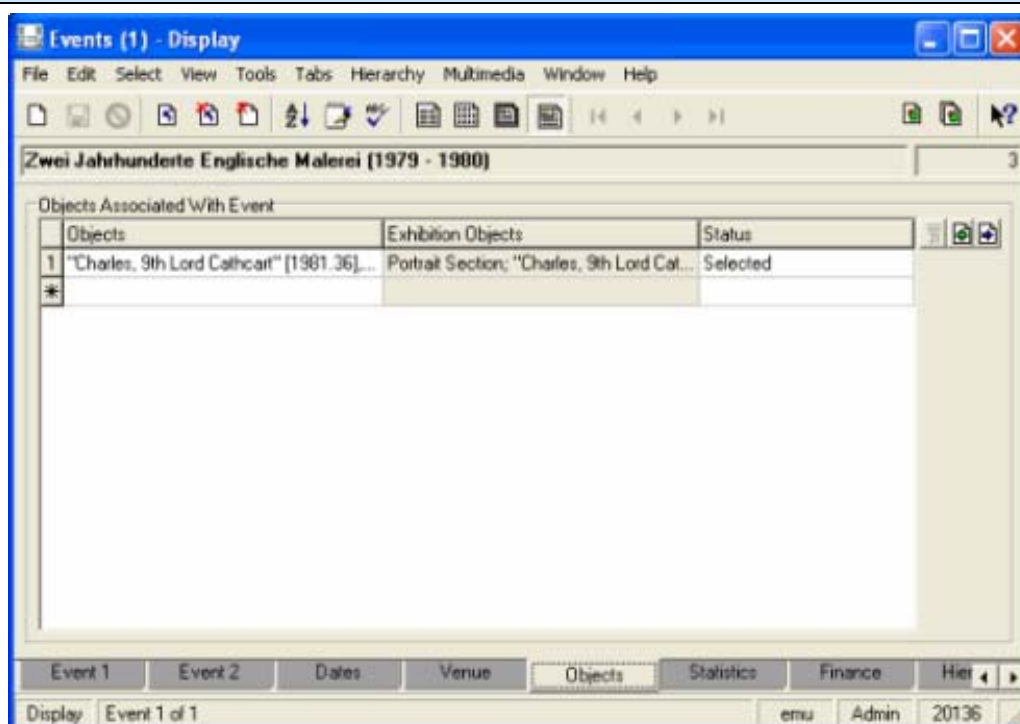 Events (1) - Display
File Edit Select View Tools Tabs Hierarchy Multimedia Window Help
Zwei Jahrhunderte Englische Malerei (1979 - 1980) 3
Objects Associated With Event
Objects Exhibition Objects Status
1 "Charles, 9th Lord Cathcart" [1981.36],... Portrait Section; "Charles, 9th Lord Cat... Selected
Event 1 Event 2 Dates Venue Objects Statistics Finance Hier
Display Event 1 of 1 emu Admin 20136